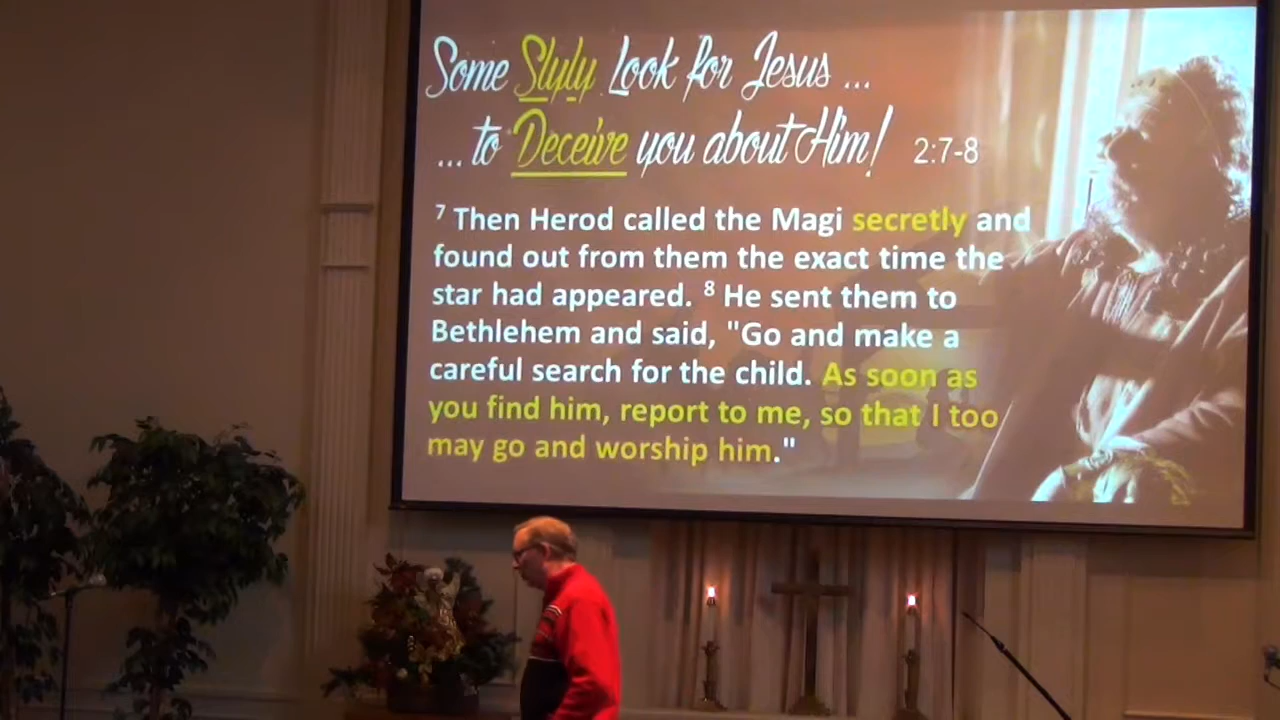 Some Slyly Look for Jesus ...
... to Deceive you about Him! 2:7-8
7 Then Herod called the Magi secretly and
found out from them the exact time the
star had appeared. 8 He sent them to
Bethlehem and said, "Go and make a
careful search for the child. As soon as
you find him, report to me, so that I too
may go and worship him."